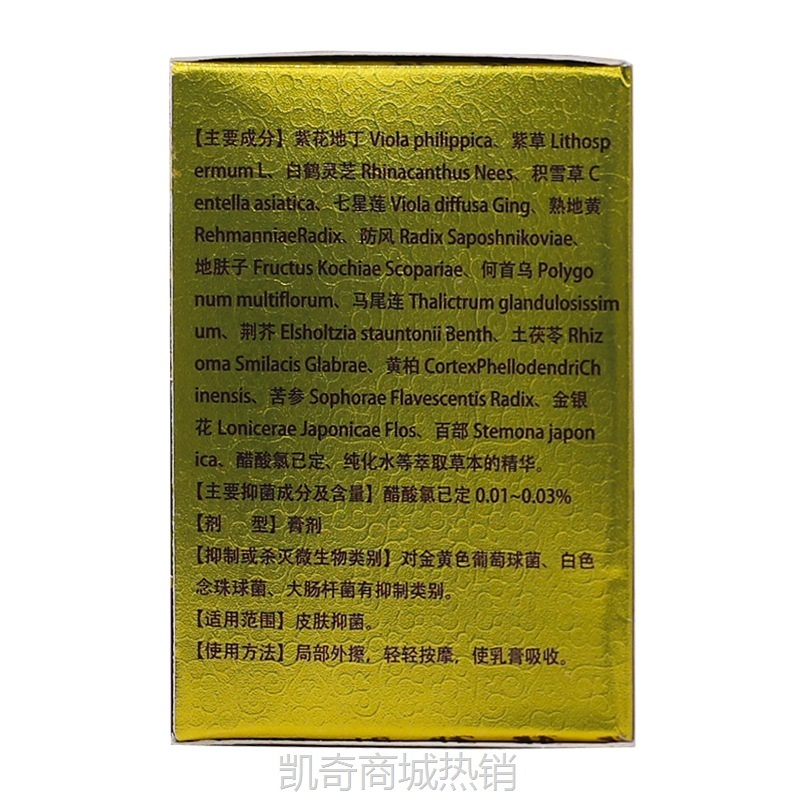 【主要成分】紫花地丁 Viola philippica、紫草 Lithosp
ermum L、白鹤灵芝 Rhinacanthus Nees、积雪草 C
entella asiatica、七星莲 Viola diffusa Ging、熟地黄
RehmanniaeRadix、防风 Radix Saposhnikoviae、
地肤子 Fructus Kochiae Scopariae、何首乌 Polygo
num multiflorum、马尾连 Thalictrum glandulosissim
um、荆芥 Elsholtzia stauntonii Benth、土茯苓 Rhiz
oma Smilacis Glabrae、黄柏 CortexPhellodendriCh
inensis、苦参 Sophorae Flavescentis Radix、金银
花 Lonicerae Japonicae Flos、百部 Stemona japon
ica、醋酸氯已定、纯化水等萃取草本的精华。
【主要抑菌成分及含量】醋酸氯已定 0.01~0.03%
【剂 型】膏剂
【抑制或杀灭微生物类别】对金黄色葡萄球菌、白色
念珠球菌、大肠杆菌有抑制类别。
【适用范围】皮肤抑菌。
【使用方法】局部外擦，轻轻按摩，使乳膏吸收。
凯奇商城热销